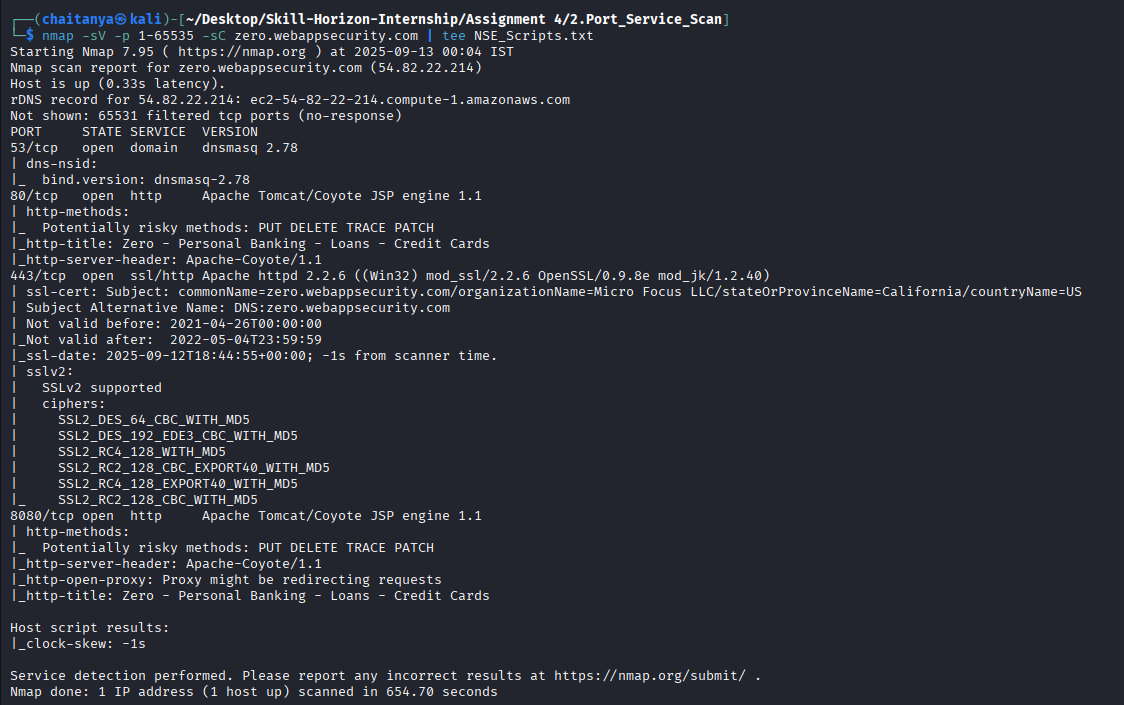 ┌──(chaitanya㉿kali)-[~/Desktop/Skill-Horizon-Internship/Assignment 4/2.Port_Service_Scan]
└─$ nmap -sV -p 1-65535 -sC zero.webappsecurity.com | tee NSE_Scripts.txt
Starting Nmap 7.95 ( https://nmap.org ) at 2025-09-13 00:04 IST
Nmap scan report for zero.webappsecurity.com (54.82.22.214)
Host is up (0.33s latency).
rDNS record for 54.82.22.214: ec2-54-82-22-214.compute-1.amazonaws.com
Not shown: 65531 filtered tcp ports (no-response)
PORT     STATE SERVICE  VERSION
53/tcp   open  domain   dnsmasq 2.78
| dns-nsid:
|_  bind.version: dnsmasq-2.78
80/tcp   open  http     Apache Tomcat/Coyote JSP engine 1.1
| http-methods:
|_  Potentially risky methods: PUT DELETE TRACE PATCH
|_http-title: Zero - Personal Banking - Loans - Credit Cards
|_http-server-header: Apache-Coyote/1.1
443/tcp  open  ssl/http Apache httpd 2.2.6 ((Win32) mod_ssl/2.2.6 OpenSSL/0.9.8e mod_jk/1.2.40)
| ssl-cert: Subject: commonName=zero.webappsecurity.com/organizationName=Micro Focus LLC/stateOrProvinceName=California/countryName=US
| Subject Alternative Name: DNS:zero.webappsecurity.com
| Not valid before: 2021-04-26T00:00:00
|_Not valid after:  2022-05-04T23:59:59
|_ssl-date: 2025-09-12T18:44:55+00:00; -1s from scanner time.
| sslv2:
|   SSLv2 supported
|   ciphers:
|     SSL2_DES_64_CBC_WITH_MD5
|     SSL2_DES_192_EDE3_CBC_WITH_MD5
|     SSL2_RC4_128_WITH_MD5
|     SSL2_RC2_128_CBC_EXPORT40_WITH_MD5
|     SSL2_RC4_128_EXPORT40_WITH_MD5
|_    SSL2_RC2_128_CBC_WITH_MD5
8080/tcp open  http     Apache Tomcat/Coyote JSP engine 1.1
| http-methods:
|_  Potentially risky methods: PUT DELETE TRACE PATCH
|_http-server-header: Apache-Coyote/1.1
|_http-open-proxy: Proxy might be redirecting requests
|_http-title: Zero - Personal Banking - Loans - Credit Cards

Host script results:
|_clock-skew: -1s

Service detection performed. Please report any incorrect results at https://nmap.org/submit/ .
Nmap done: 1 IP address (1 host up) scanned in 654.70 seconds